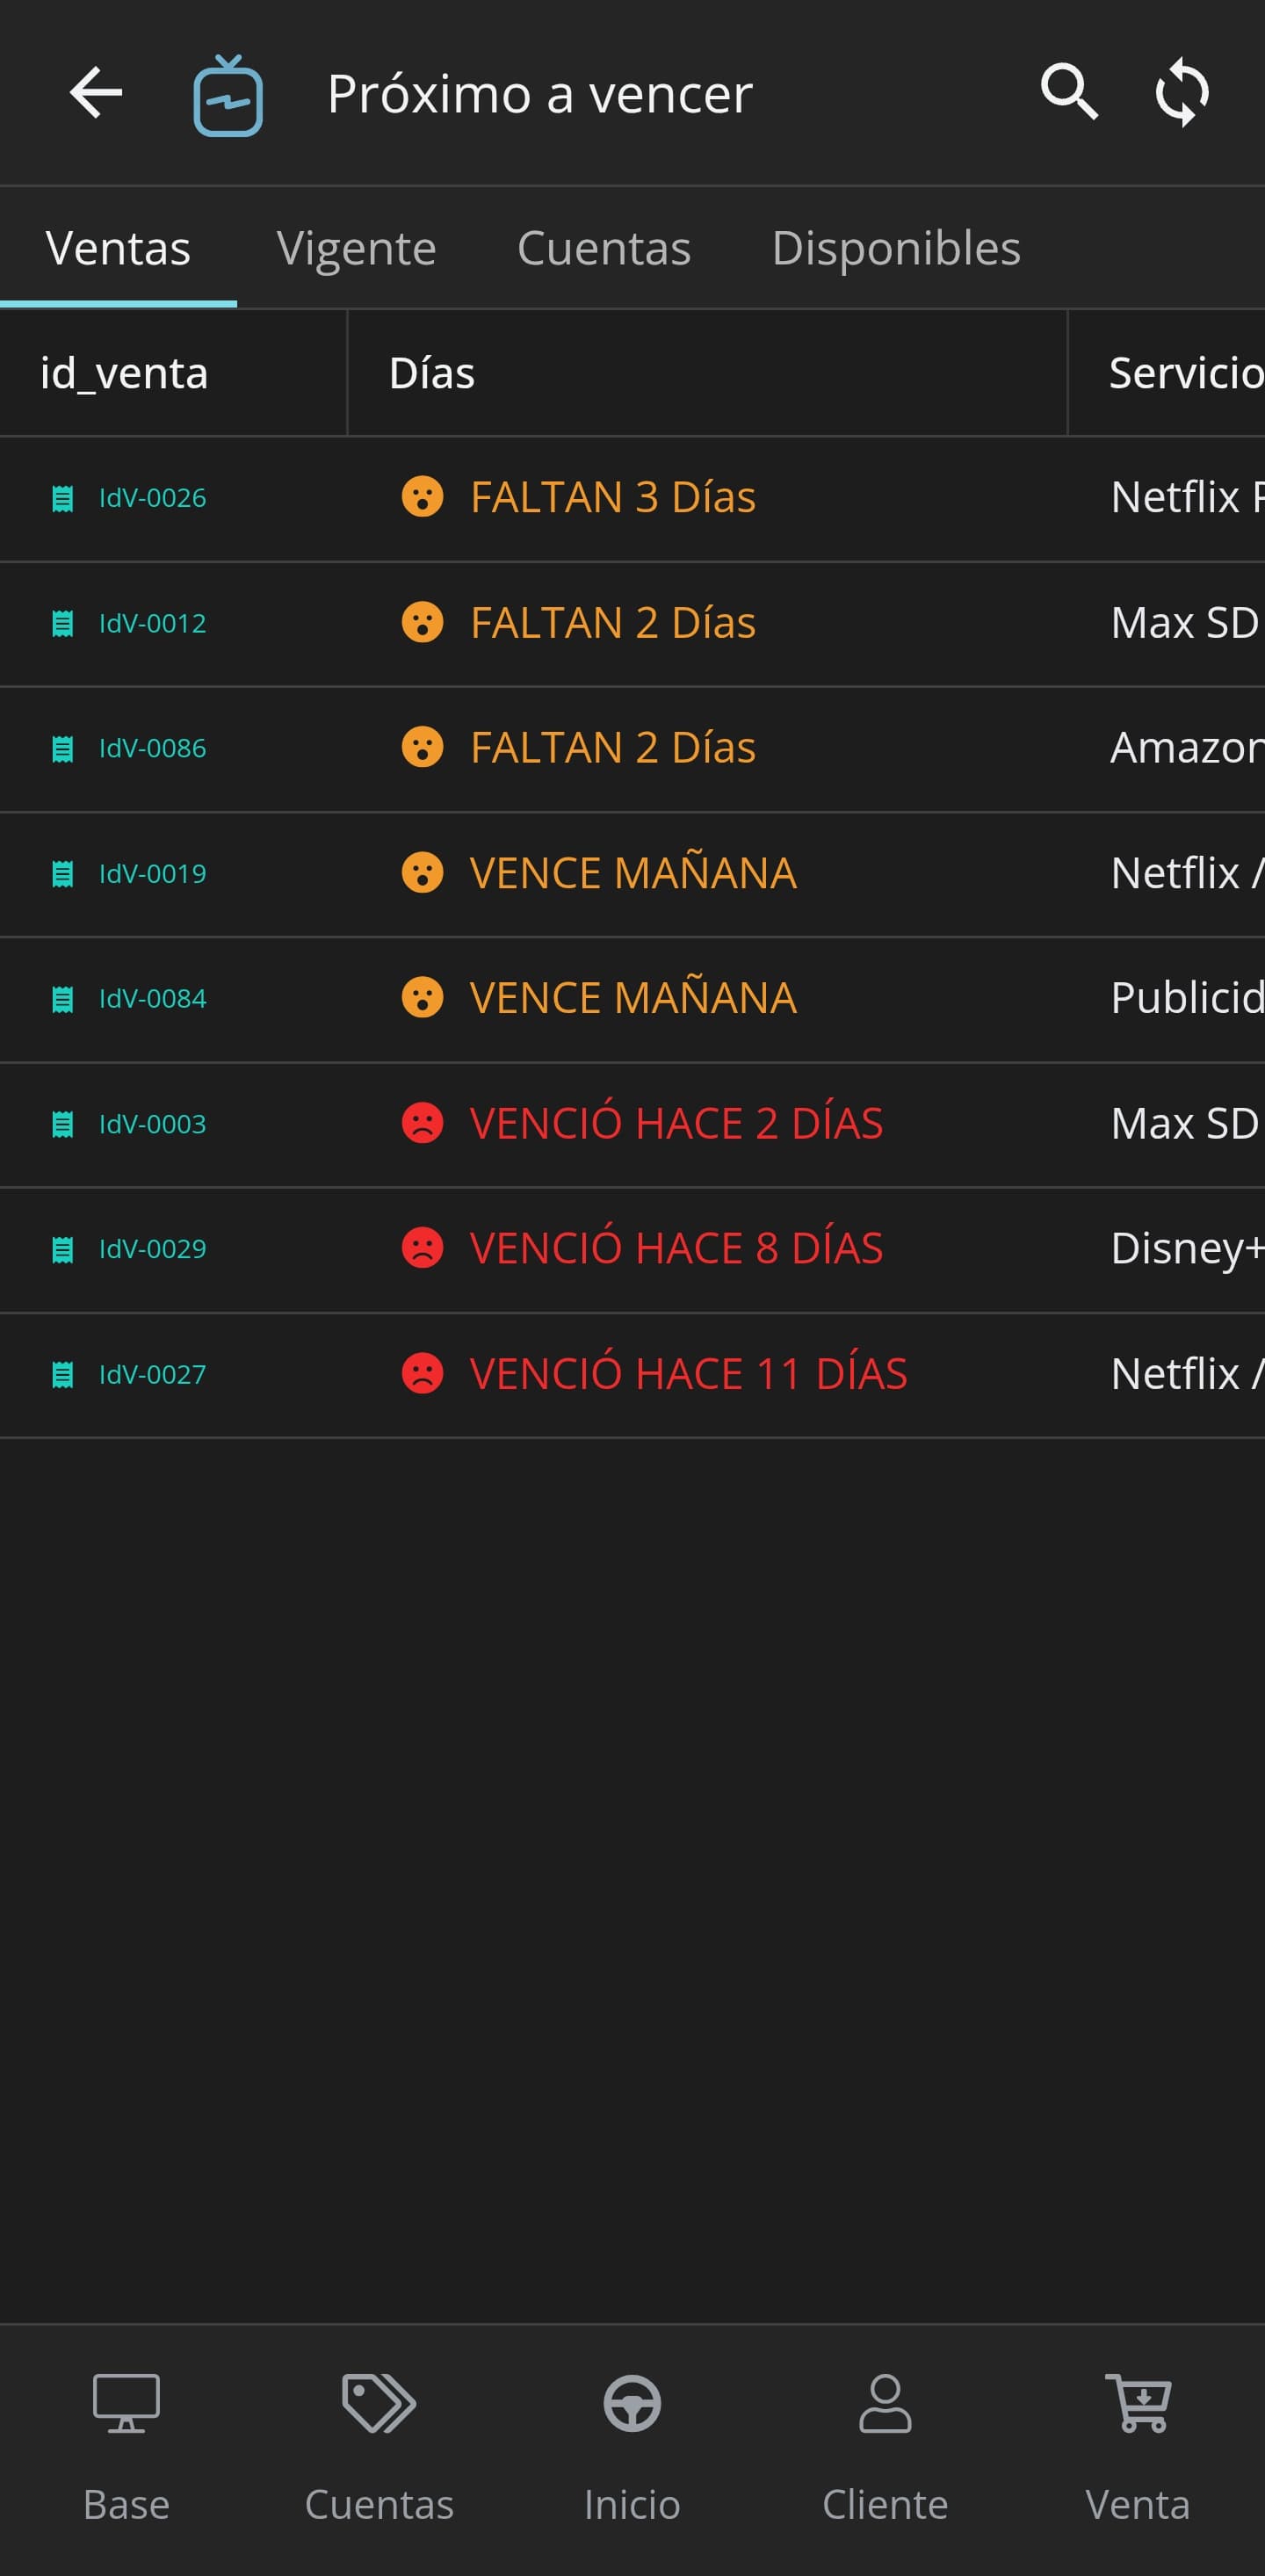 Próximo a vencer
Ventas Vigente Cuentas Disponibles
id_venta Días Servicio
IdV-0026 FALTAN 3 Días Netflix
IdV-0012 FALTAN 2 Días Max SD
IdV-0086 FALTAN 2 Días Amazon
IdV-0019 VENCE MAÑANA Netflix /
IdV-0084 VENCE MAÑANA Publicid
IdV-0003 VENCIÓ HACE 2 DÍAS Max SD
IdV-0029 VENCIÓ HACE 8 DÍAS Disney+
IdV-0027 VENCIÓ HACE 11 DÍAS Netflix /
Base Cuentas Inicio Cliente Venta